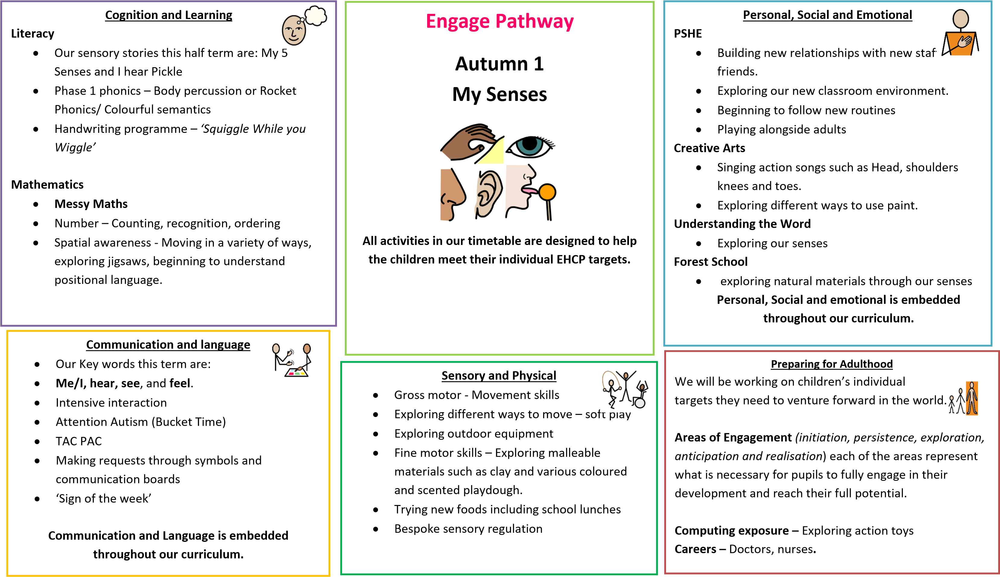 Cognition and Learning
Literacy
• Our sensory stories this half term are: My 5
Senses and I hear Pickle
• Phase 1 phonics – Body percussion or Rocket
Phonics/ Colourful semantics
• Handwriting programme – ‘Squiggle While you
Wiggle’
Mathematics
• Messy Maths
• Number – Counting, recognition, ordering
• Spatial awareness - Moving in a variety of ways,
exploring jigsaws, beginning to understand
positional language.
Communication and language
• Our Key words this term are:
• Me/I, hear, see, and feel.
• Intensive interaction
• Attention Autism (Bucket Time)
• TAC PAC
• Making requests through symbols and
communication boards
• ‘Sign of the week’
Communication and Language is embedded
throughout our curriculum.
Engage Pathway
Autumn 1
My Senses
All activities in our timetable are designed to help
the children meet their individual EHCP targets.
Sensory and Physical
• Gross motor - Movement skills
• Exploring different ways to move – soft play
• Exploring outdoor equipment
• Fine motor skills – Exploring malleable
materials such as clay and various coloured
and scented playdough.
• Trying new foods including school lunches
• Bespoke sensory regulation
Personal, Social and Emotional
PSHE
• Building new relationships with new staf
friends.
• Exploring our new classroom environment.
• Beginning to follow new routines
• Playing alongside adults
Creative Arts
• Singing action songs such as Head, shoulders
knees and toes.
• Exploring different ways to use paint.
Understanding the Word
• Exploring our senses
Forest School
• exploring natural materials through our senses
Personal, Social and emotional is embedded
throughout our curriculum.
Preparing for Adulthood
We will be working on children’s individual
targets they need to venture forward in the world.
Areas of Engagement (initiation, persistence, exploration,
anticipation and realisation) each of the areas represent
what is necessary for pupils to fully engage in their
development and reach their full potential.
Computing exposure – Exploring action toys
Careers – Doctors, nurses.